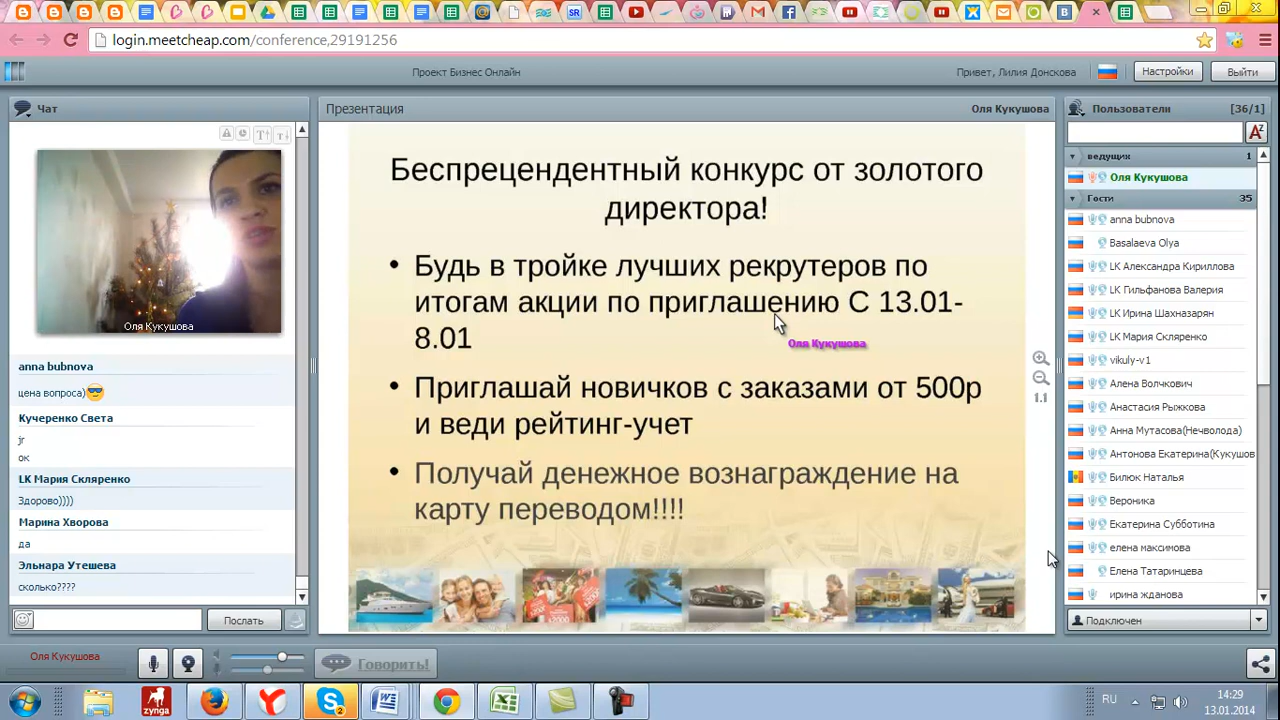 login.meetcheap.com/conference,29191256
Проект Бизнес Онлайн
Привет, Лилия Донскова
Настройки
Выйти
Чат
Презентация
Оля Кукушова
Пользователи
[36/1]
Оля Кукушова
anna bubnova
цена вопроса)
Кучеренко Света
jr
ок
LK Мария Скляренко
Здорово))))
Марина Хворова
да
Эльнара Утешева
сколько????
Послать
Беспрецендентный конкурс от золотого
директора!
• Будь в тройке лучших рекрутеров по
итогам акции по приглашению С 13.01-
8.01
Оля Кукушова
• Приглашай новичков с заказами от 500р
и веди рейтинг-учет
• Получай денежное вознаграждение на
карту переводом!!!!
1.1
ведущих 1
Оля Кукушова
Гости 35
anna bubnova
Basalaeva Olya
LK Александра Кириллова
LK Гильфанова Валерия
LK Ирина Шахназарян
LK Мария Скляренко
vikuly-v1
Алена Волчкович
Анастасия Рыжкова
Анна Мутасова(Нечволода)
Антонова Екатерина(Кукушов
Билюк Наталья
Вероника
Екатерина Субботина
елена максимова
Елена Татаринцева
ирина жданова
Подключен
Оля Кукушова
Говорить!
zynga
RU
14:29
13.01.2014